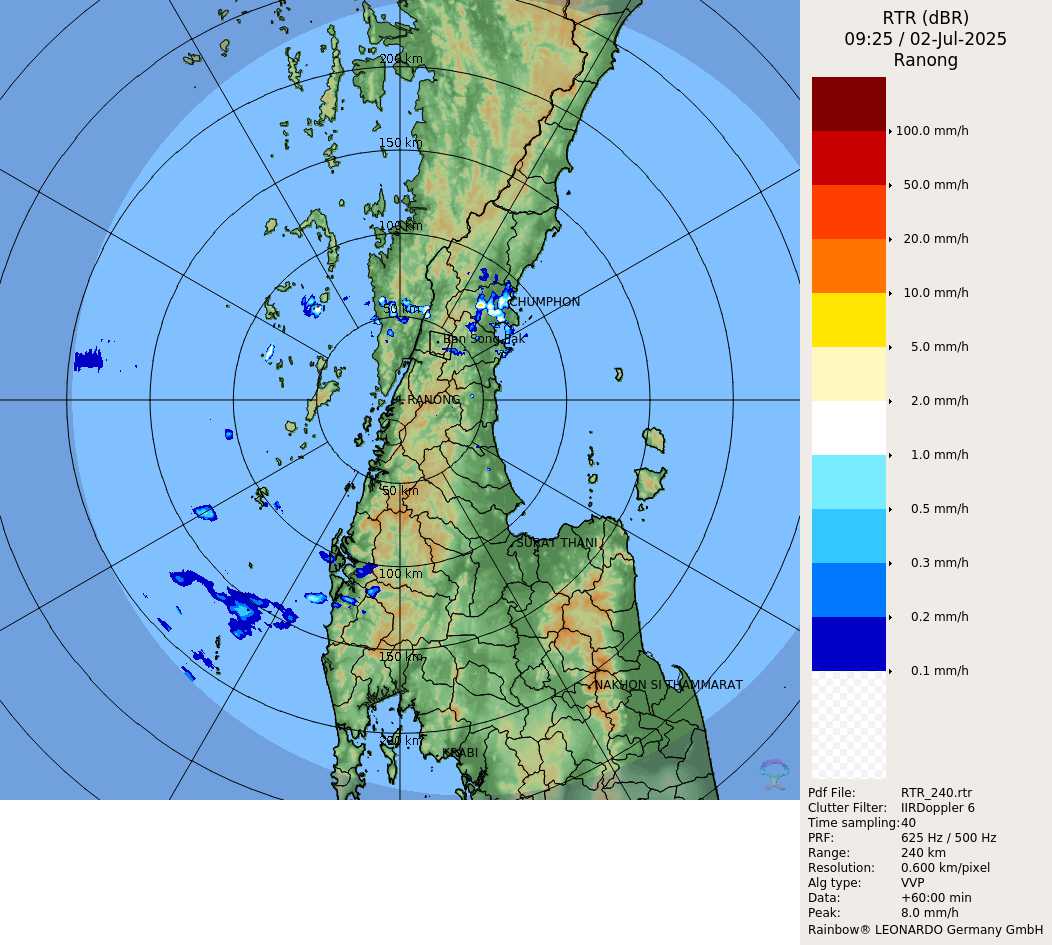 RTR (dBR)
09:25 / 02-Jul-2025
Ranong
100.0 mm/h
50.0 mm/h
20.0 mm/h
10.0 mm/h
5.0 mm/h
2.0 mm/h
1.0 mm/h
0.5 mm/h
0.3 mm/h
0.2 mm/h
0.1 mm/h
Pdf File: RTR_240.rtr
Clutter Filter: IIRDoppler 6
Time sampling: 40
PRF: 625 Hz / 500 Hz
Range: 240 km
Resolution: 0.600 km/pixel
Alg type: VVP
Data: +60:00 min
Peak: 8.0 mm/h
Rainbow® LEONARDO Germany GmbH
200 km
150 km
100 km
CHUMPHON
50 km
Ban Song Pak
RANONG
50 km
SURAT THANI
100 km
150 km
NAKHON SI THAMMARAT
200 km
KRABI